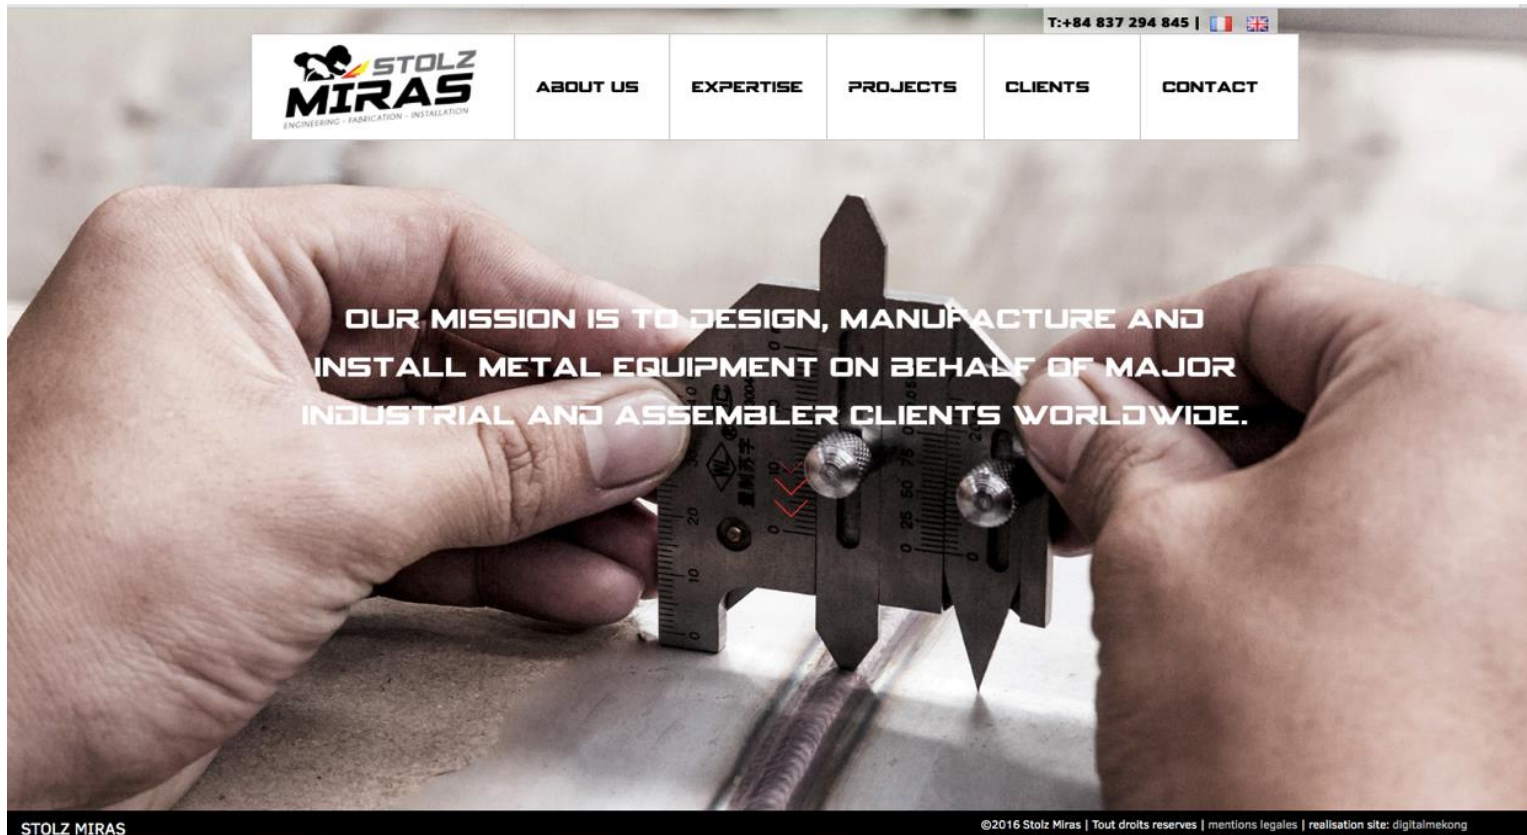 T:+84 837 294 845 |
STOLZ
MIRAS
ENGINEERING - FABRICATION - INSTALLATION
ABOUT US
EXPERTISE
PROJECTS
CLIENTS
CONTACT
OUR MISSION IS TO DESIGN, MANUFACTURE AND
INSTALL METAL EQUIPMENT ON BEHALF OF MAJOR
INDUSTRIAL AND ASSEMBLER CLIENTS WORLDWIDE.
STOLZ MIRAS
©2016 Stolz Miras | Tout droits reserves | mentions legales | realisation site: digitalmekong